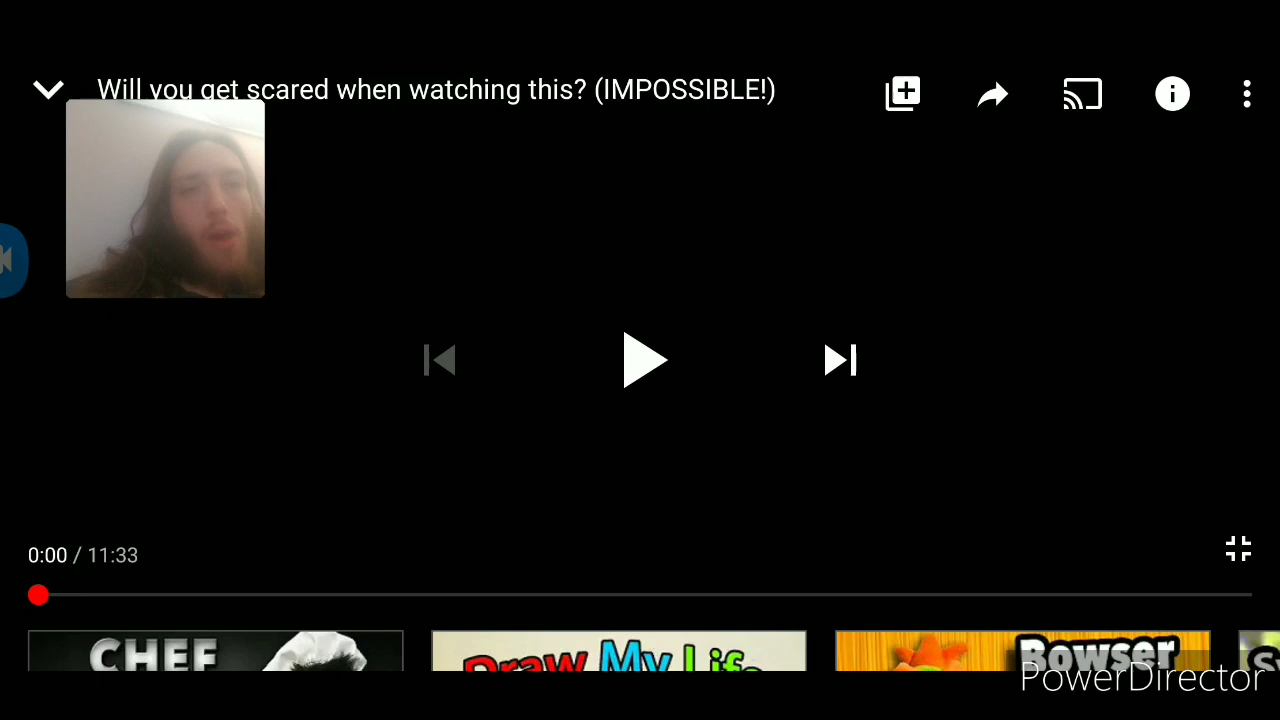 Will you get scared when watching this? (IMPOSSIBLE!)
0:00 / 11:33
CHEF
Draw My Life
Bowser
PowerDirector